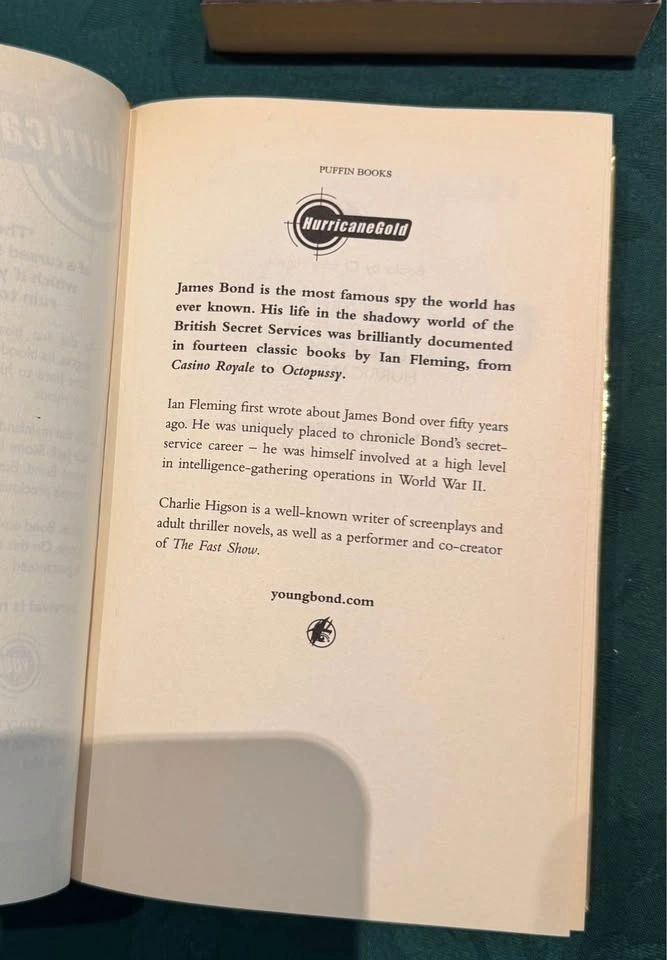 PUFFIN BOOKS
HurricaneGold
James Bond is the most famous spy the world has
ever known. His life in the shadowy world of the
British Secret Services was brilliantly documented
in fourteen classic books by Ian Fleming, from
Casino Royale to Octopussy.
Ian Fleming first wrote about James Bond over fifty years
ago. He was uniquely placed to chronicle Bond's secret-
service career – he was himself involved at a high level
in intelligence-gathering operations in World War II.
Charlie Higson is a well-known writer of screenplays and
adult thriller novels, as well as a performer and co-creator
of The Fast Show.
youngbond.com